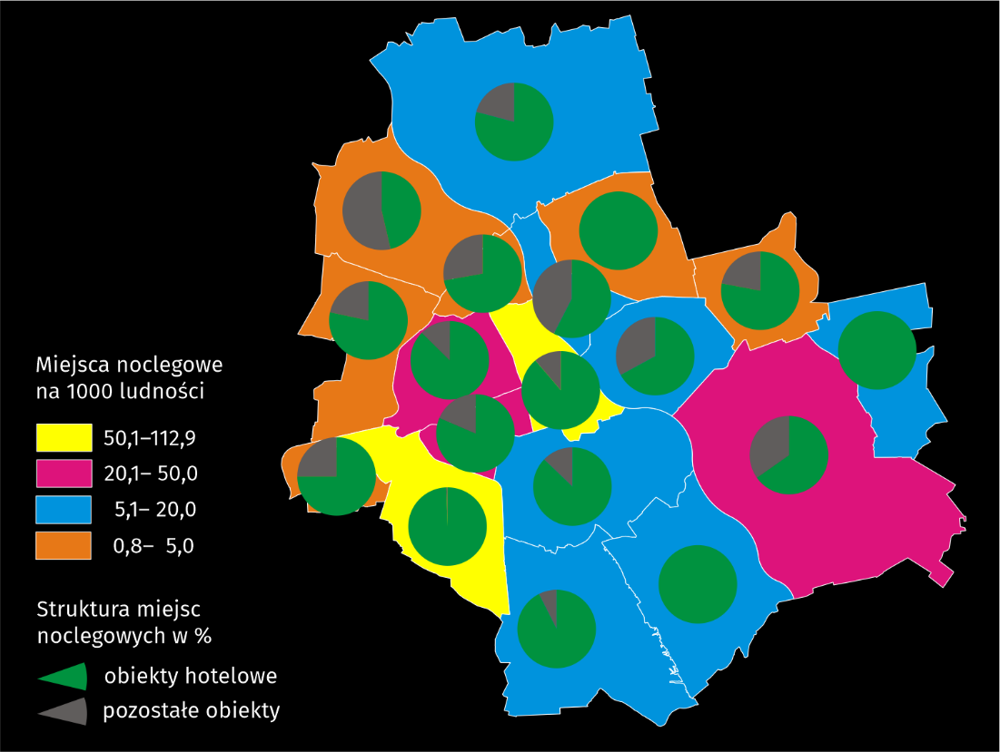 Miejsca noclegowe
na 1000 ludności
50,1–112,9
20,1– 50,0
5,1– 20,0
0,8– 5,0
Struktura miejsc
noclegowych w %
obiekty hotelowe
pozostałe obiekty